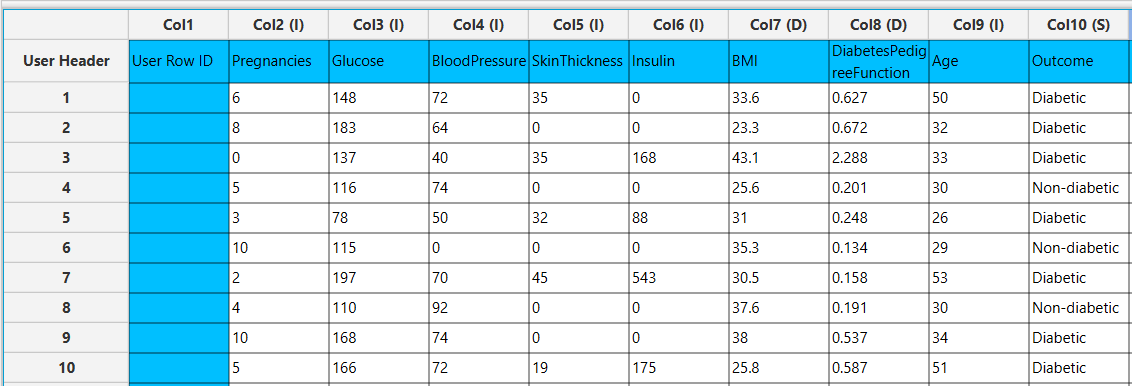 Col1 Col2 (I) Col3 (I) Col4 (I) Col5 (I) Col6 (I) Col7 (D) Col8 (D) Col9 (I) Col10 (S)
User Header User Row ID Pregnancies Glucose BloodPressure SkinThickness Insulin BMI DiabetesPedig
reeFunction Age Outcome
1 6 148 72 35 0 33.6 0.627 50 Diabetic
2 8 183 64 0 0 23.3 0.672 32 Diabetic
3 0 137 40 35 168 43.1 2.288 33 Diabetic
4 5 116 74 0 0 25.6 0.201 30 Non-diabetic
5 3 78 50 32 88 31 0.248 26 Diabetic
6 10 115 0 0 0 35.3 0.134 29 Non-diabetic
7 2 197 70 45 543 30.5 0.158 53 Diabetic
8 4 110 92 0 0 37.6 0.191 30 Non-diabetic
9 10 168 74 0 0 38 0.537 34 Diabetic
10 5 166 72 19 175 25.8 0.587 51 Diabetic